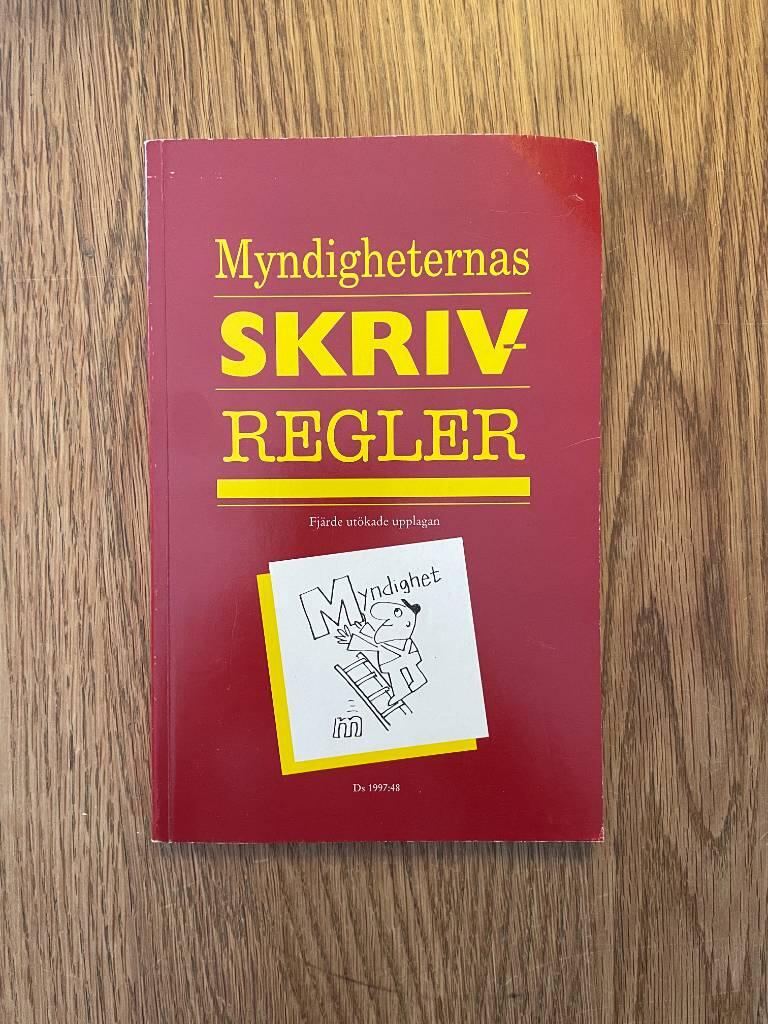 Myndigheternas
SKRIV-
REGLER
Fjärde utökade upplagan
Myndighet
m
Ds 1997:48